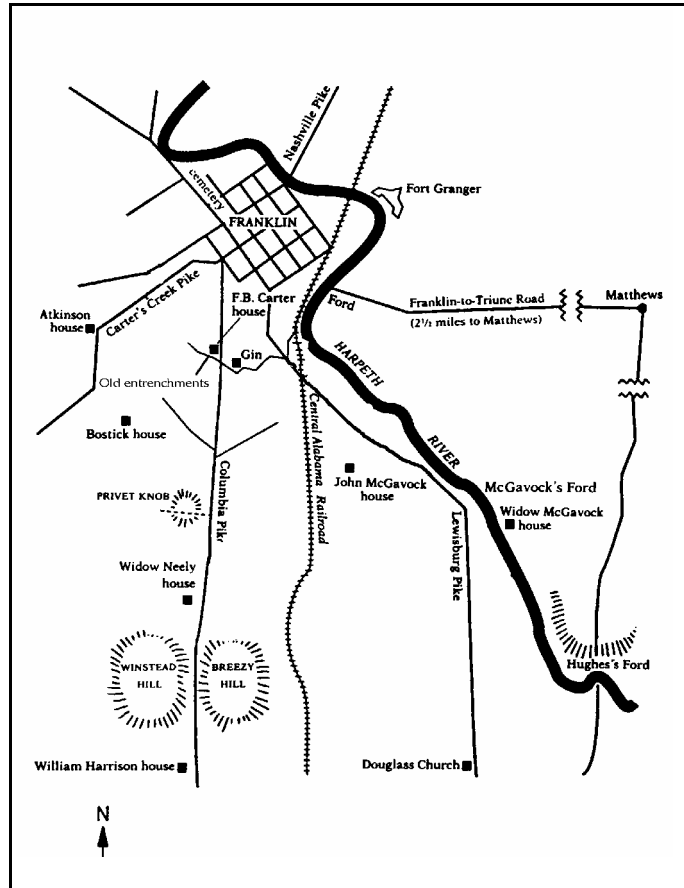 Nashville Pike
Fort Granger
cemetery
FRANKLIN
Carter's Creek Pike
F.B. Carter
house
Ford
Franklin-to-Triune Road
(2½ miles to Matthews)
Matthews
Atkinson
house
Gin
HARPETH
RIVER
Old entrenchments
Bostick house
Central Alabama
Railroad
John McGavock
house
McGavock's Ford
Widow McGavock
house
PRIVET KNOB
Columbia Pike
Lewisburg Pike
Widow Neely
house
WINSTEAD
HILL
BREEZY
HILL
Hughes's Ford
William Harrison house
Douglass Church
N